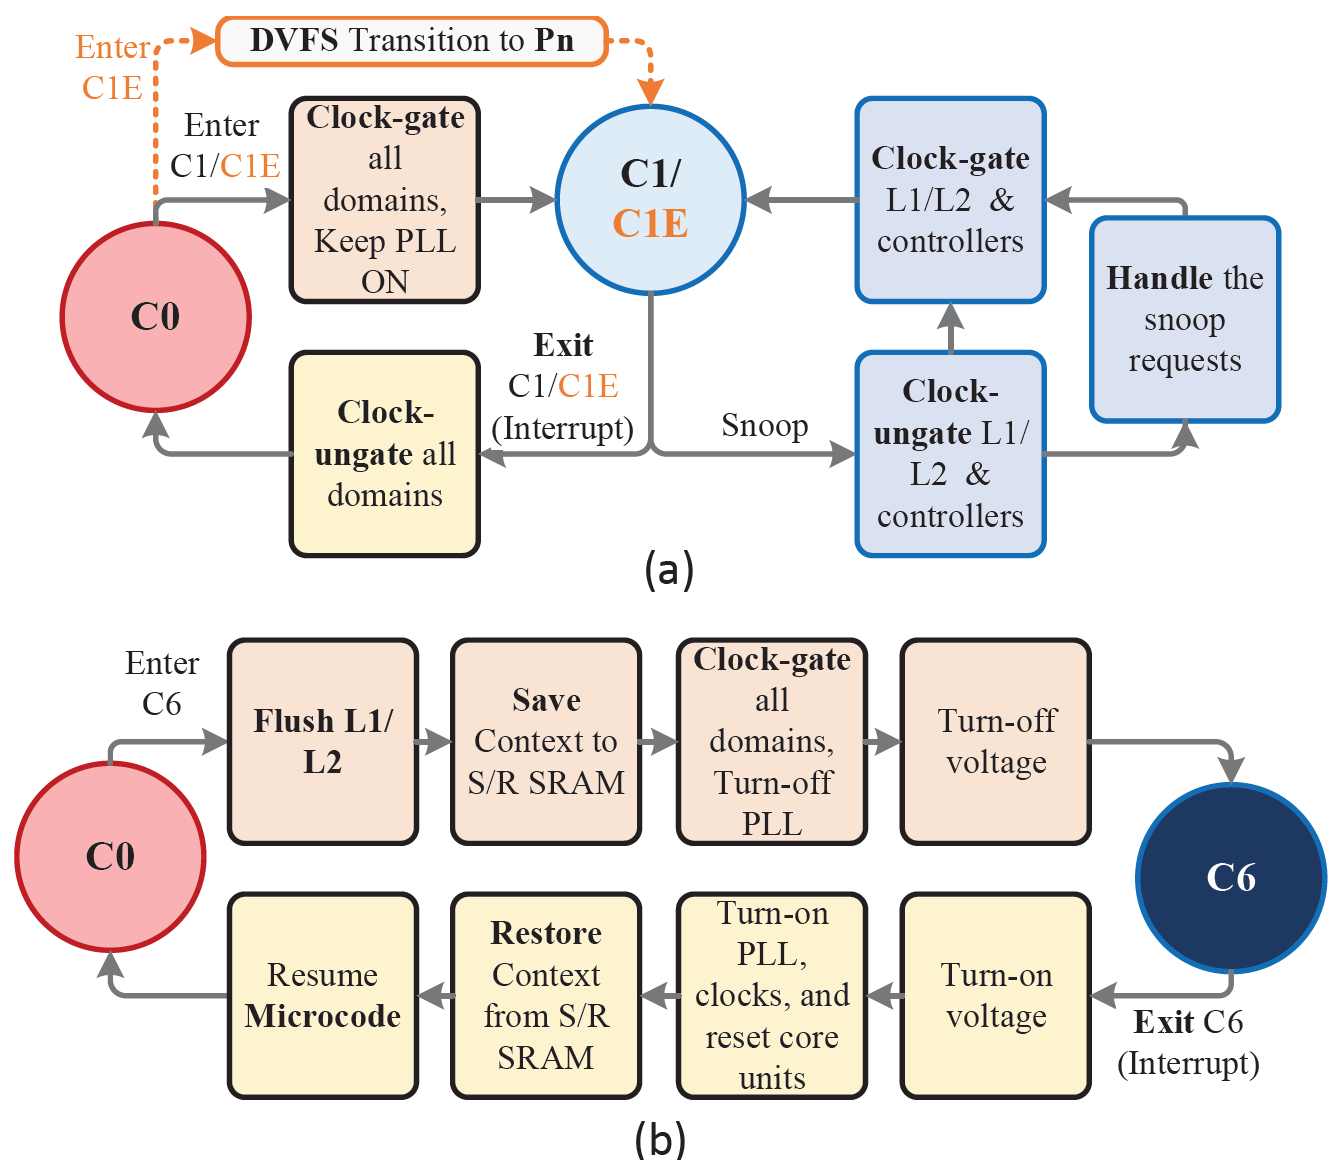 Enter
C1E
DVFS Transition to Pn
Enter
C1/C1E
Clock-gate
all
domains,
Keep PLL
ON
C1/
C1E
Clock-gate
L1/L2 &
controllers
Handle the
snoop
requests
C0
Exit
C1/C1E
(Interrupt)
Clock-
ungate all
domains
Snoop
Clock-
ungate L1/
L2 &
controllers
(a)
Enter
C6
Flush L1/
L2
Save
Context to
S/R SRAM
Clock-gate
all
domains,
Turn-off
PLL
Turn-off
voltage
C0
C6
Resume
Microcode
Restore
Context
from S/R
SRAM
Turn-on
PLL,
clocks, and
reset core
units
Turn-on
voltage
Exit C6
(Interrupt)
(b)